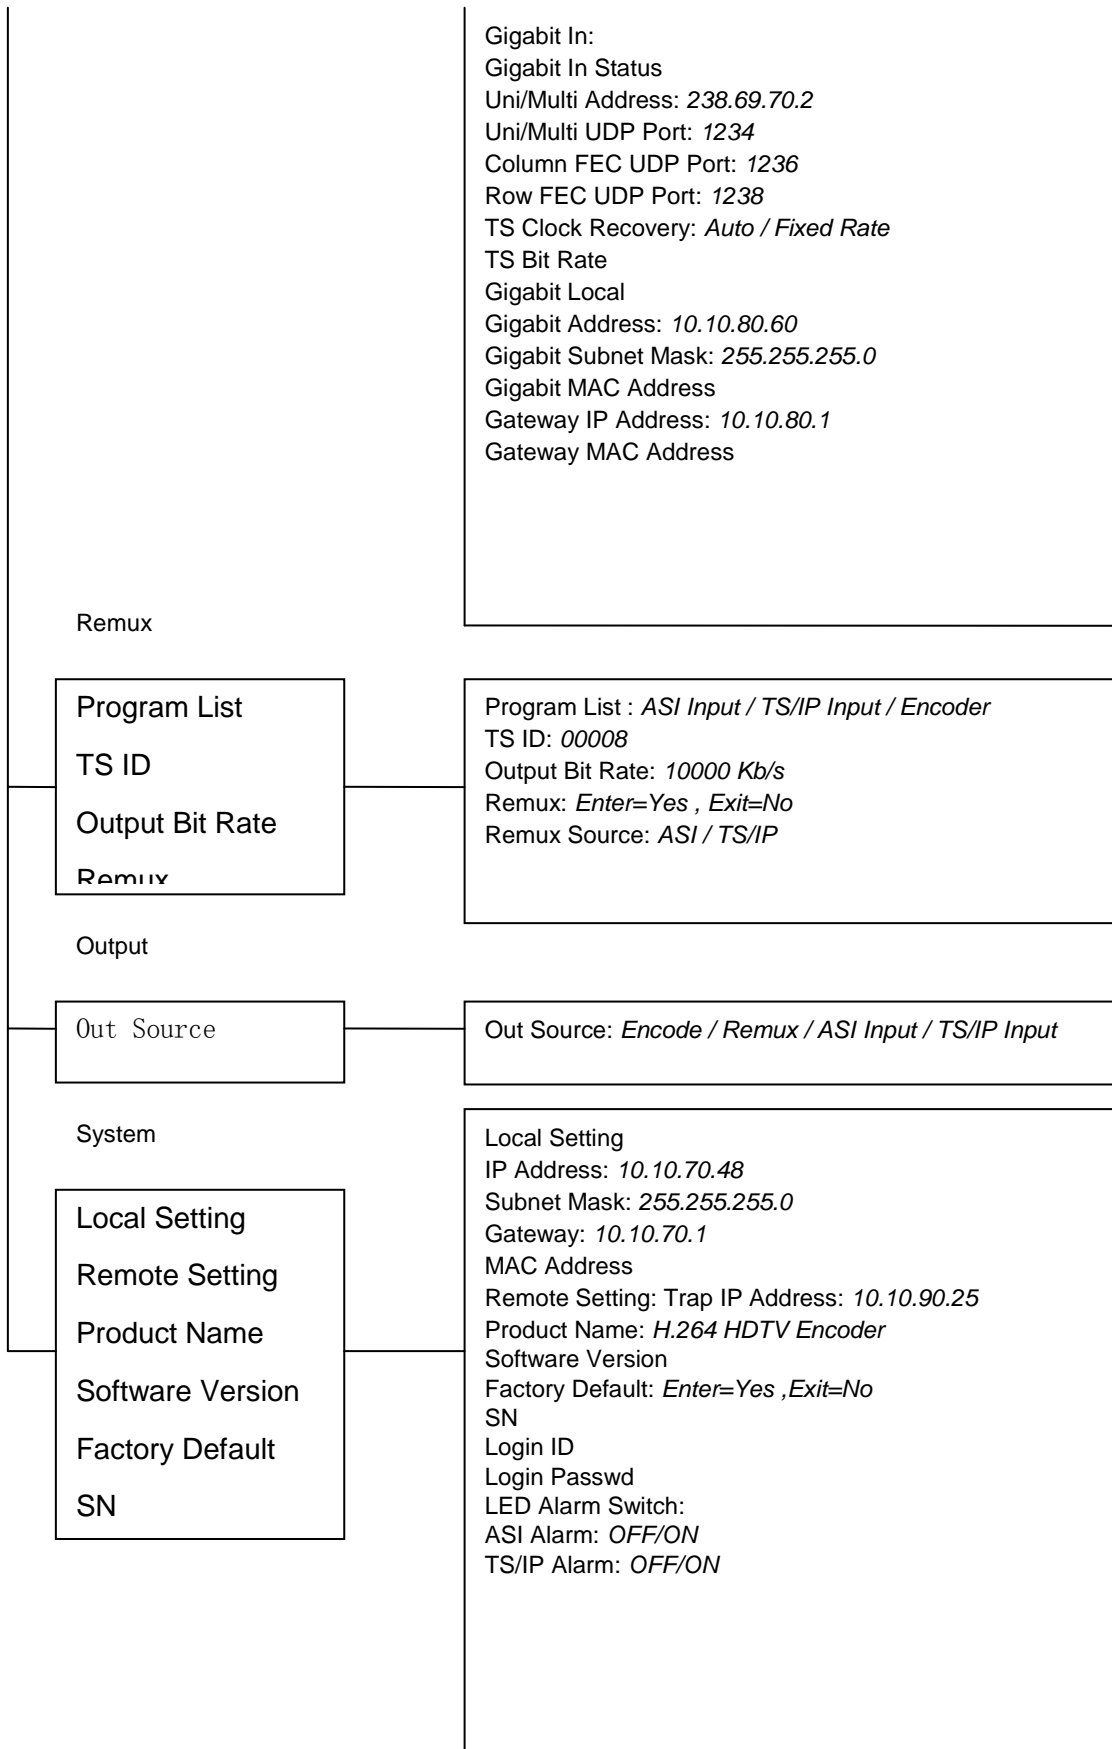 Gigabit In:
Gigabit In Status
Uni/Multi Address: 238.69.70.2
Uni/Multi UDP Port: 1234
Column FEC UDP Port: 1236
Row FEC UDP Port: 1238
TS Clock Recovery: Auto / Fixed Rate
TS Bit Rate
Gigabit Local
Gigabit Address: 10.10.80.60
Gigabit Subnet Mask: 255.255.255.0
Gigabit MAC Address
Gateway IP Address: 10.10.80.1
Gateway MAC Address
Remux
Program List
TS ID
Output Bit Rate
Remux
Program List : ASI Input / TS/IP Input / Encoder
TS ID: 00008
Output Bit Rate: 10000 Kb/s
Remux: Enter=Yes , Exit=No
Remux Source: ASI / TS/IP
Output
Out Source
Out Source: Encode / Remux / ASI Input / TS/IP Input
System
Local Setting
Remote Setting
Product Name
Software Version
Factory Default
SN
Local Setting
IP Address: 10.10.70.48
Subnet Mask: 255.255.255.0
Gateway: 10.10.70.1
MAC Address
Remote Setting: Trap IP Address: 10.10.90.25
Product Name: H.264 HDTV Encoder
Software Version
Factory Default: Enter=Yes ,Exit=No
SN
Login ID
Login Passwd
LED Alarm Switch:
ASI Alarm: OFF/ON
TS/IP Alarm: OFF/ON